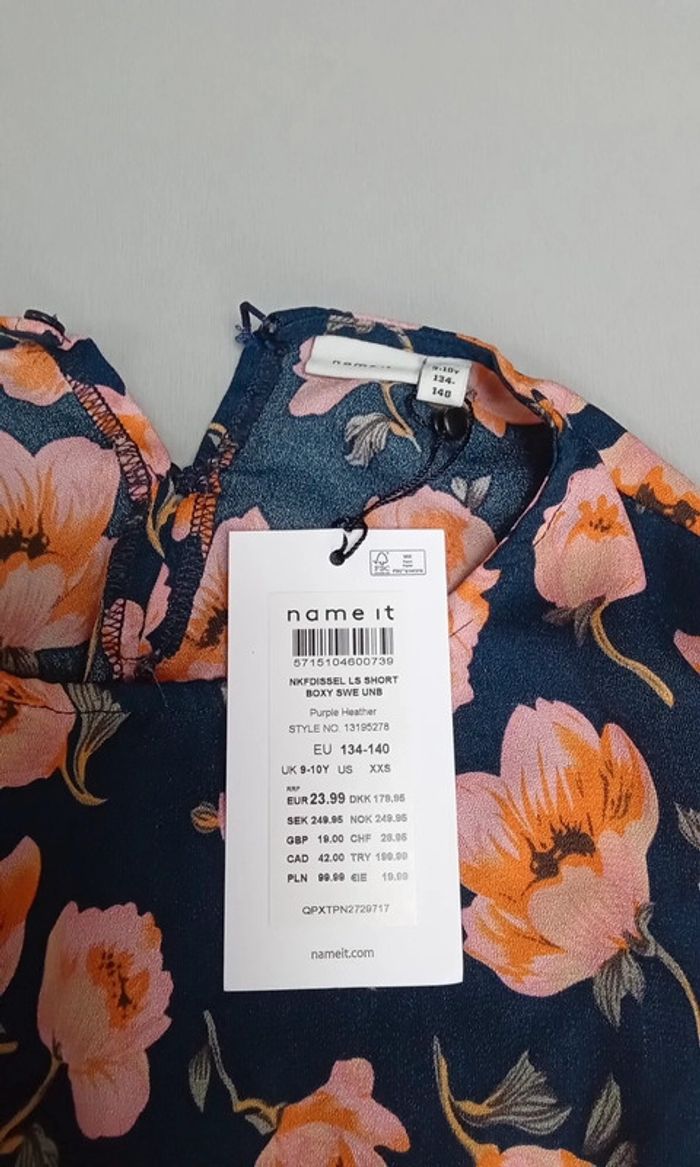 name it
9-10Y
134-
140
FSC
name it
5715104600739
NKFDISSEL LS SHORT
BOXY SWE UNB
Purple Heather
STYLE NO. 13195278
EU 134-140
UK 9-10Y US XXS
RRP
EUR 23.99 DKK 179.95
SEK 249.95 NOK 249.95
GBP 19.00 CHF 28.95
CAD 42.00 TRY 199.99
PLN 99.99 €IE 19.99
QPXTPN2729717
nameit.com